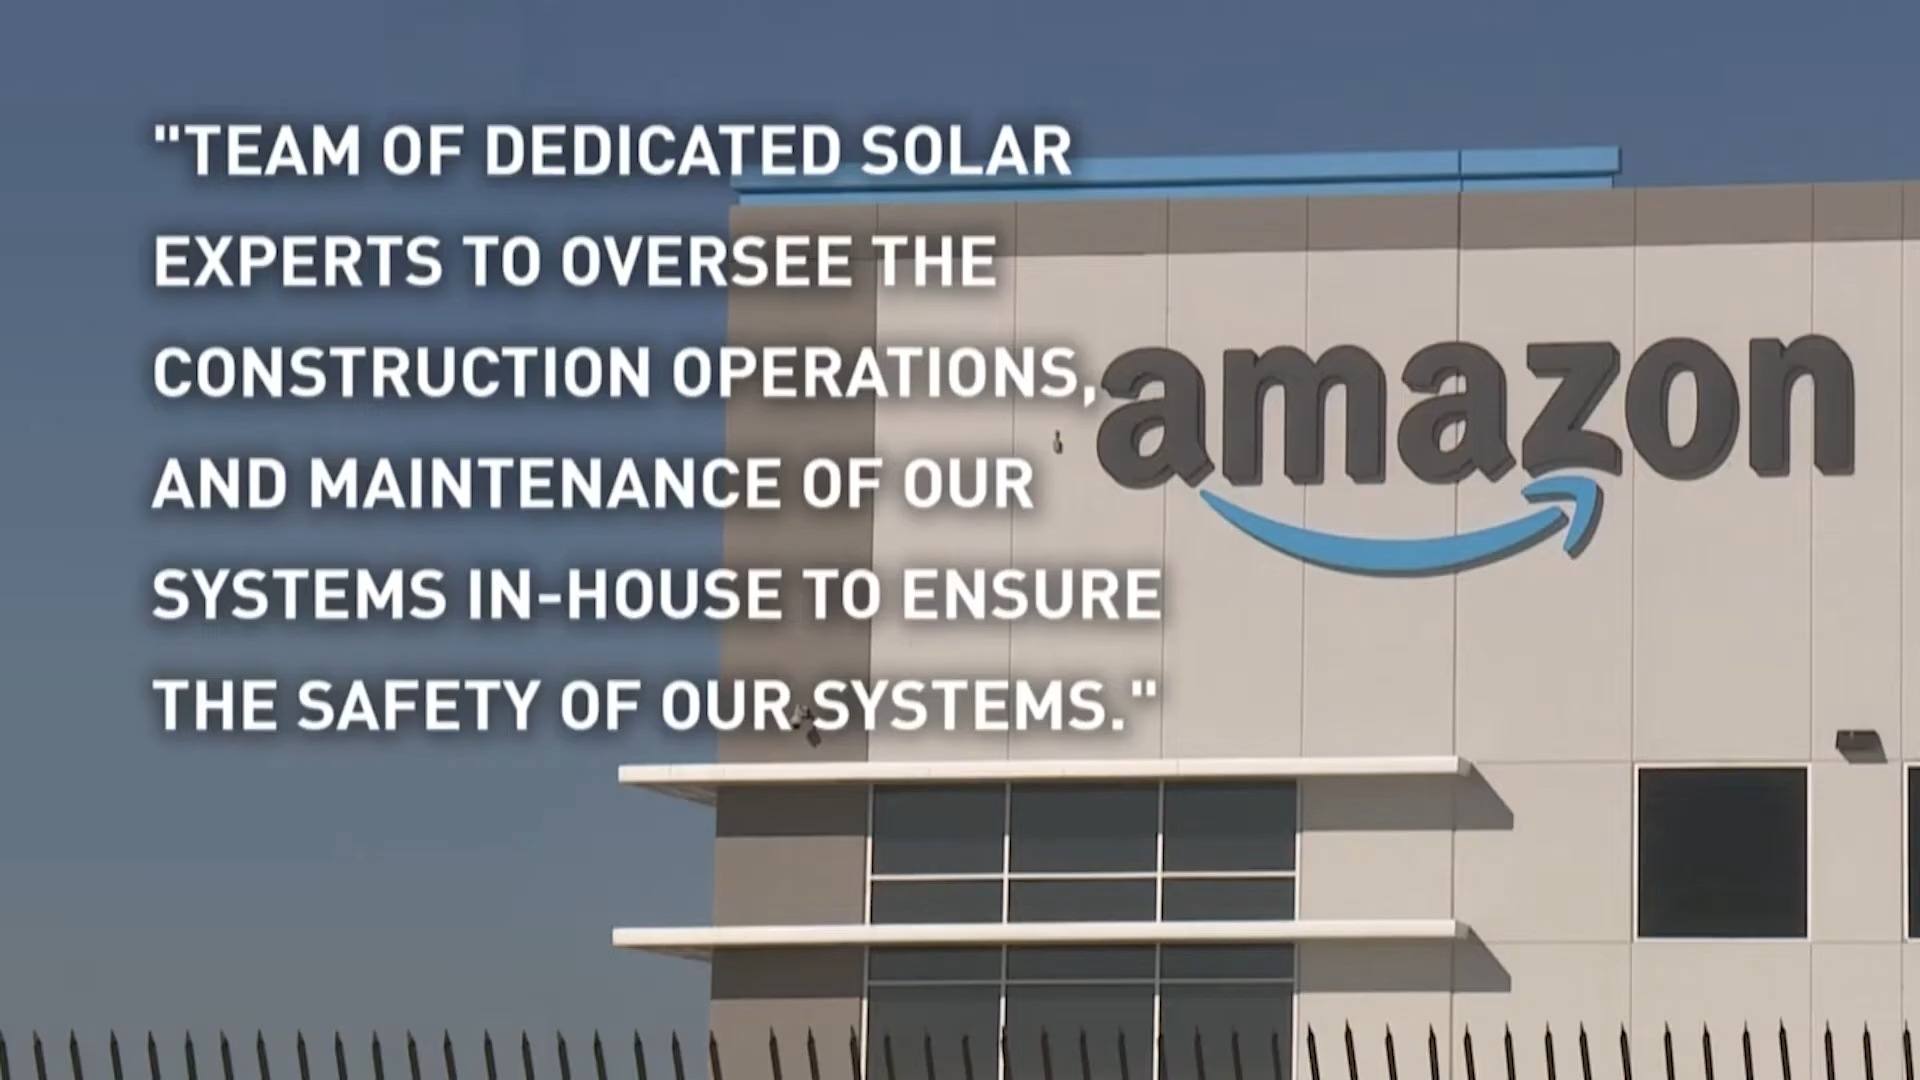 "TEAM OF DEDICATED SOLAR
EXPERTS TO OVERSEE THE
CONSTRUCTION OPERATIONS,
AND MAINTENANCE OF OUR
SYSTEMS IN-HOUSE TO ENSURE
THE SAFETY OF OUR SYSTEMS."
amazon